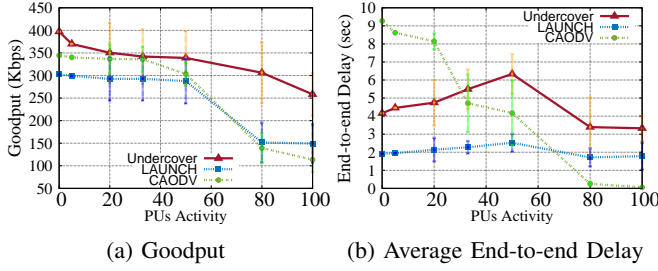 450
400
350
300
250
200
150
100
50
Goodput (Kbps)
Undercover
LAUNCH
CAODV
0 20 40 60 80 100
PUs Activity
(a) Goodput
10
9
8
7
6
5
4
3
2
1
0
End-to-end Delay (sec)
Undercover
LAUNCH
CAODV
0 20 40 60 80 100
PUs Activity
(b) Average End-to-end Delay